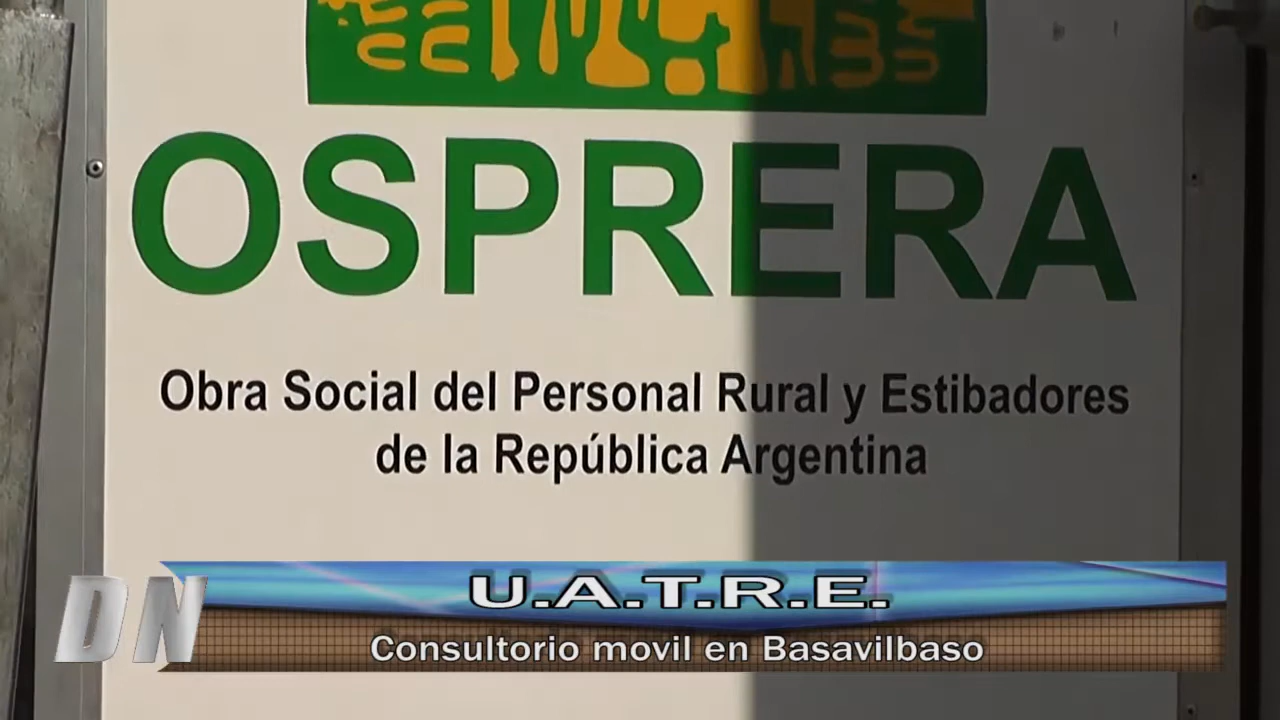 OSPRERA
Obra Social del Personal Rural y Estibadores
de la República Argentina
DN
U.A.T.R.E.
Consultorio movil en Basavilbaso